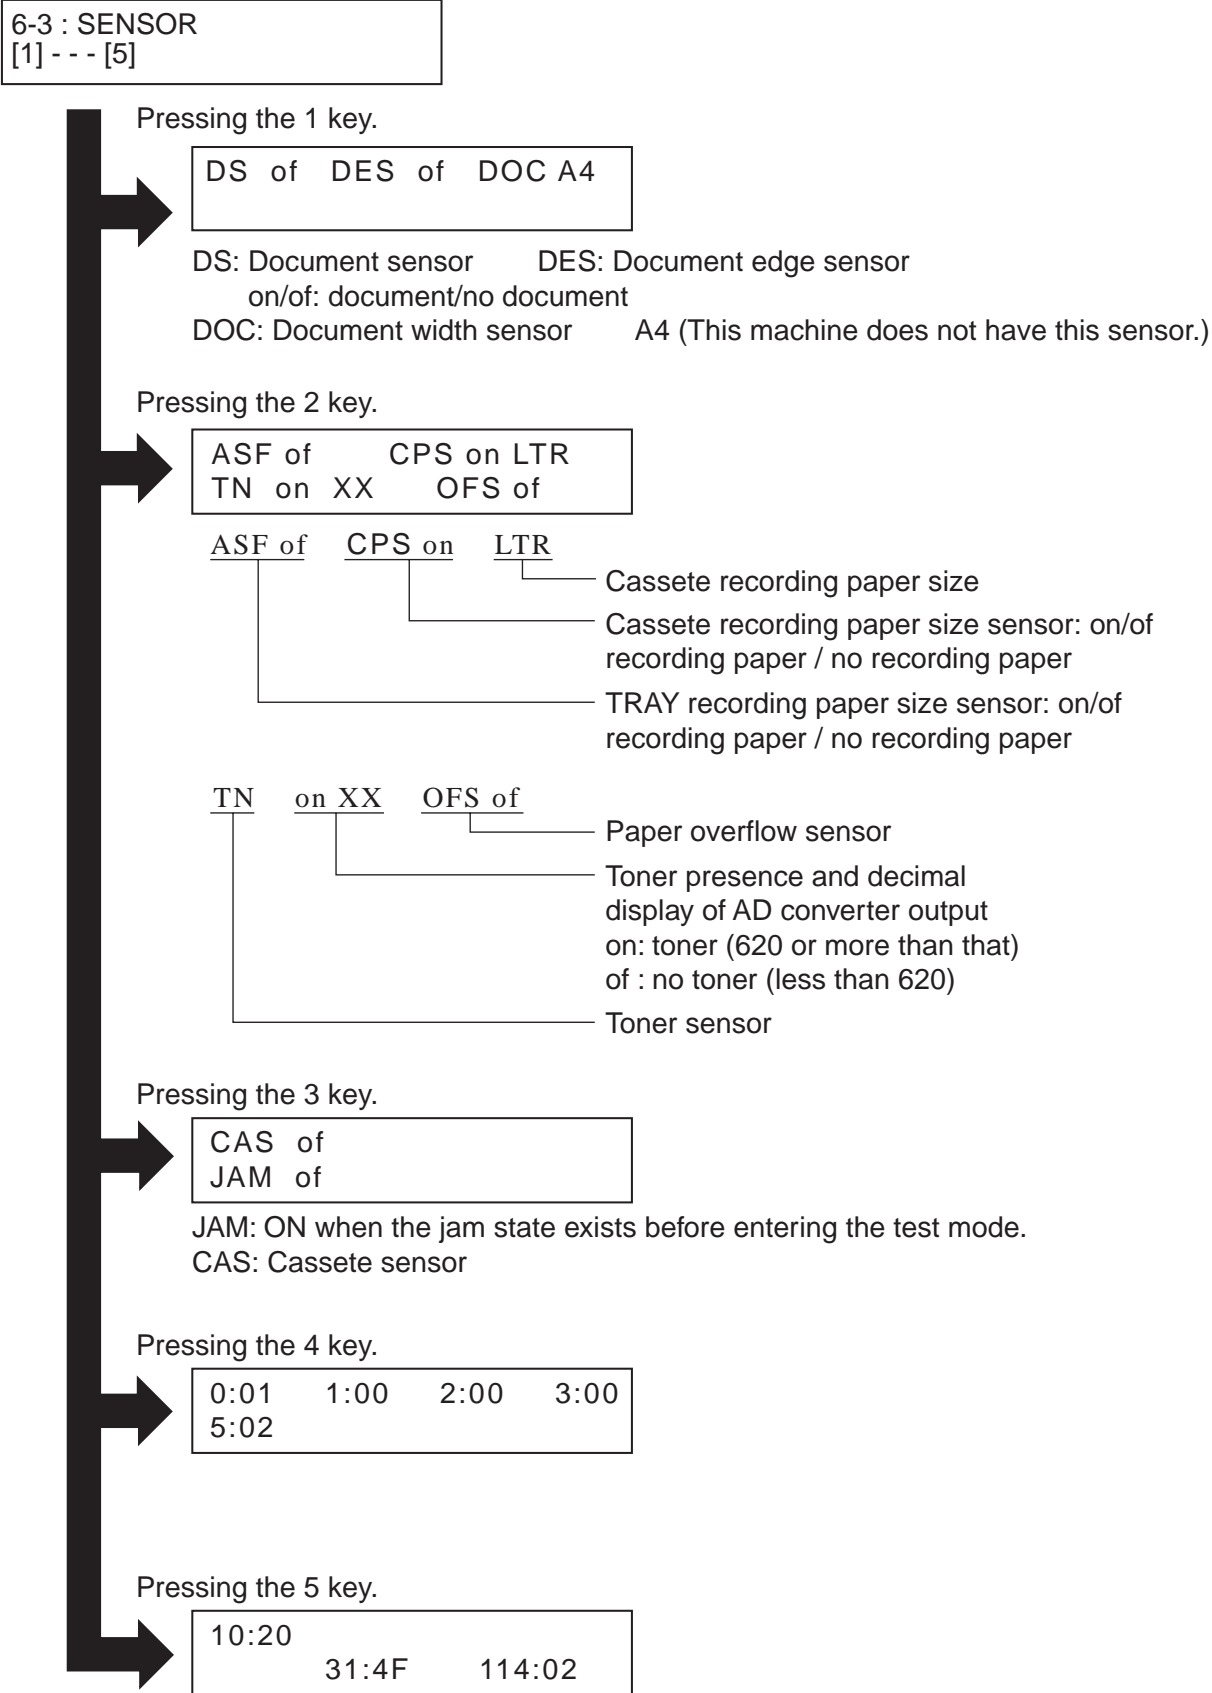 6-3 : SENSOR
[1] - - - [5]
Pressing the 1 key.
DS of DES of DOC A4
DS: Document sensor DES: Document edge sensor
on/of: document/no document
DOC: Document width sensor A4 (This machine does not have this sensor.)
Pressing the 2 key.
ASF of CPS on LTR
TN on XX OFS of
ASF of CPS on LTR
Cassete recording paper size
Cassete recording paper size sensor: on/of
recording paper / no recording paper
TRAY recording paper size sensor: on/of
recording paper / no recording paper
TN on XX OFS of
Paper overflow sensor
Toner presence and decimal
display of AD converter output
on: toner (620 or more than that)
of : no toner (less than 620)
Toner sensor
Pressing the 3 key.
CAS of
JAM of
JAM: ON when the jam state exists before entering the test mode.
CAS: Cassete sensor
Pressing the 4 key.
0:01 1:00 2:00 3:00
5:02
Pressing the 5 key.
10:20
31:4F 114:02